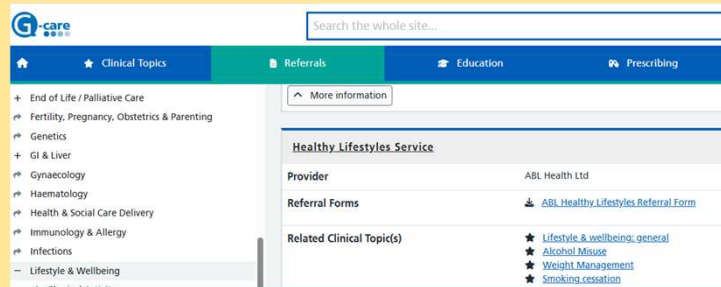 G-care
Search the whole site...
Clinical Topics
Referrals
Education
Prescribing
+ End of Life / Palliative Care
Fertility, Pregnancy, Obstetrics & Parenting
Genetics
+ GI & Liver
Gynaecology
Haematology
Health & Social Care Delivery
Immunology & Allergy
Infections
− Lifestyle & Wellbeing
More information
Healthy Lifestyles Service
Provider ABL Health Ltd
Referral Forms ABL Healthy Lifestyles Referral Form
Related Clinical Topic(s) Lifestyle & wellbeing: general
Alcohol Misuse
Weight Management
Smoking cessation